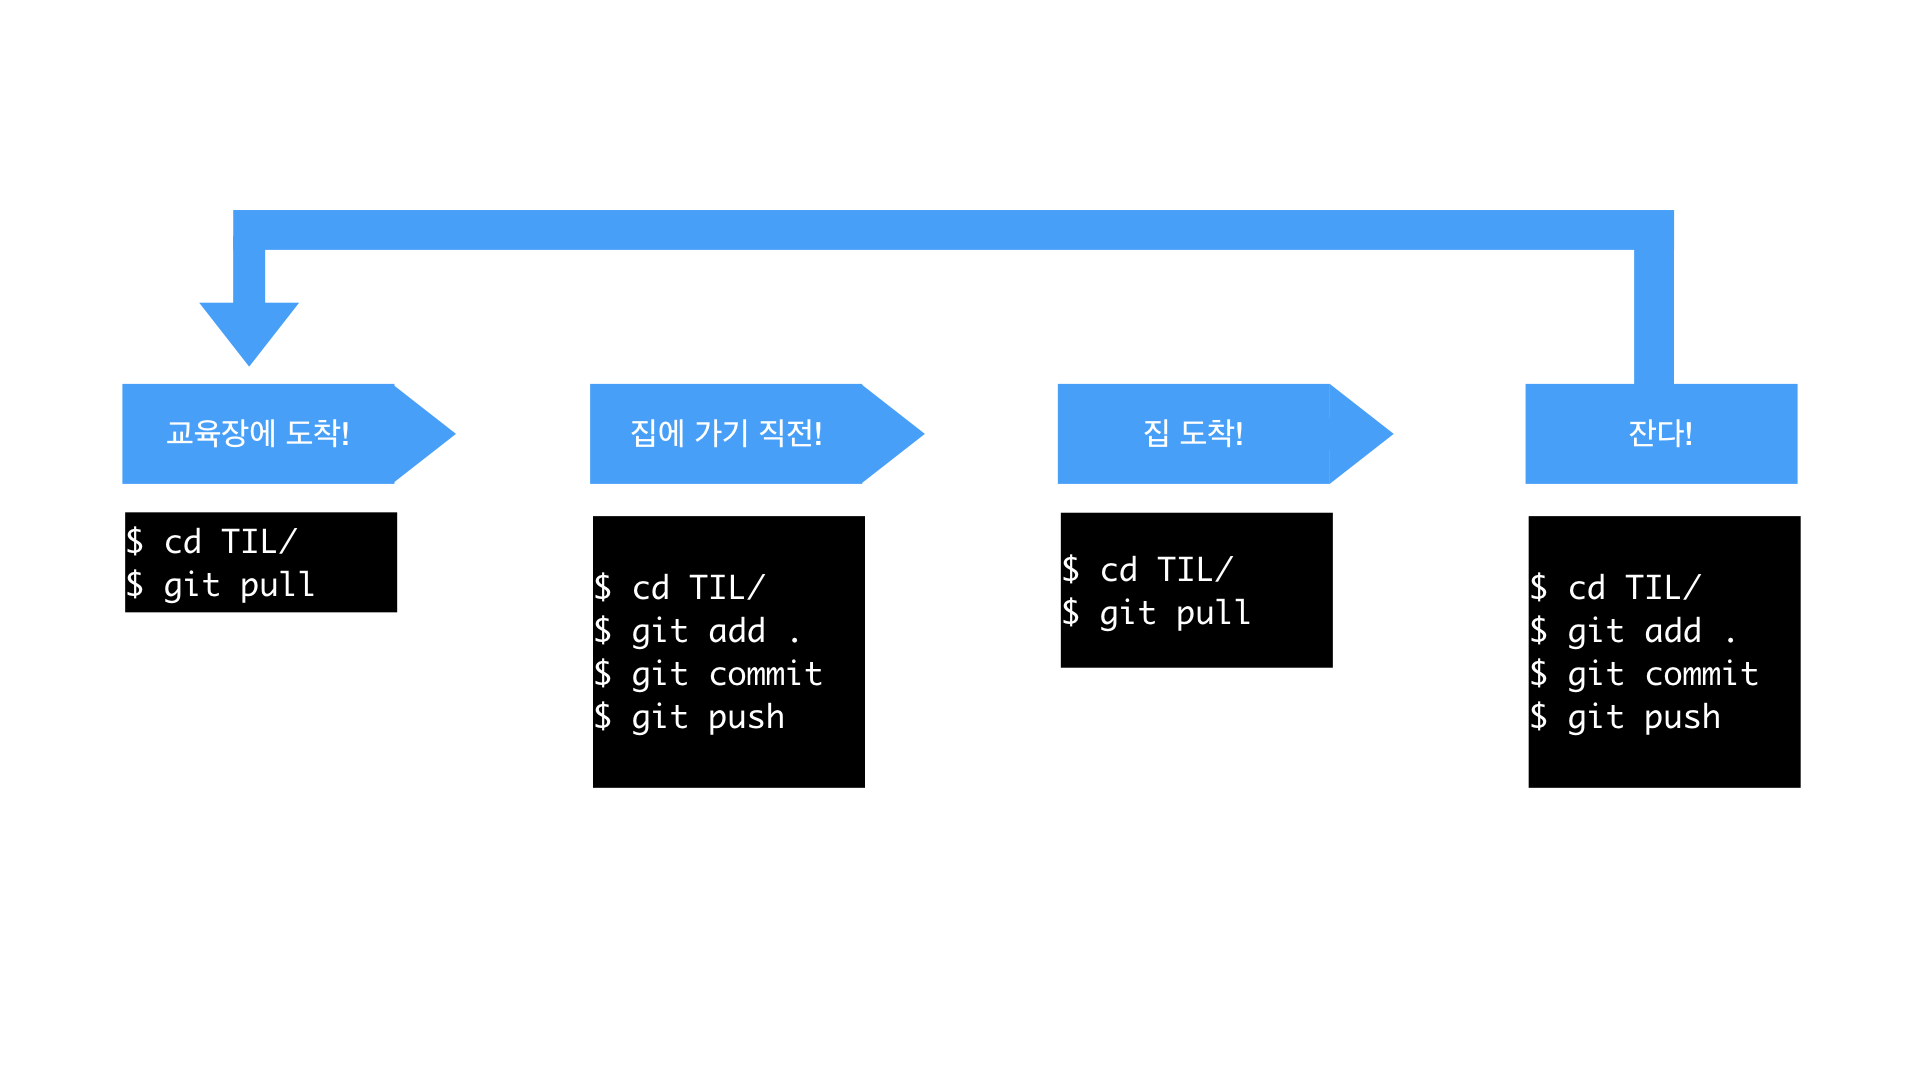 교육장에 도착!
$ cd TIL/
$ git pull
집에 가기 직전!
$ cd TIL/
$ git add .
$ git commit
$ git push
집 도착!
$ cd TIL/
$ git pull
잔다!
$ cd TIL/
$ git add .
$ git commit
$ git push